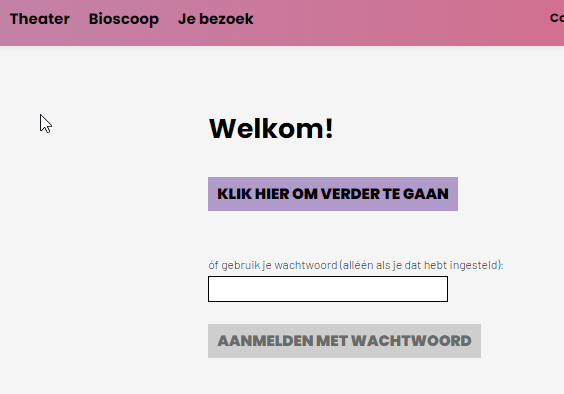 Theater Bioscoop Je bezoek
Welkom!
KLIK HIER OM VERDER TE GAAN
óf gebruik je wachtwoord (alléén als je dat hebt ingesteld):
AANMELDEN MET WACHTWOORD